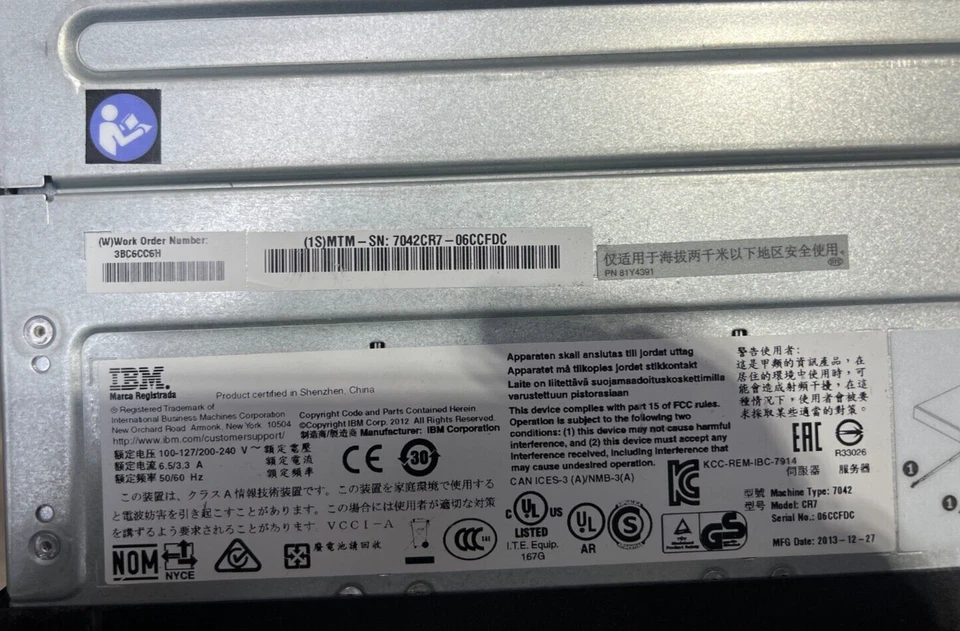 (W)Work Order Number:
3BC6CC6H
(1S)MTM – SN: 7042CR7 – 06CCFDC
仅适用于海拔两千米以下地区安全使用。
PN 81Y4391
IBM.
Marca Registrada
Product certified in Shenzhen, China
® Registered Trademark of
International Business Machines Corporation
New Orchard Road Armonk, New York 10504
http://www.ibm.com/customersupport/
Copyright Code and Parts Contained Herein
©Copyright IBM Corp. 2012 All Rights Reserved.
制造商/製造商 Manufacturer: IBM Corporation
额定电压 100-127/200-240 V ～ 額定電壓
额定电流 6.5/3.3 A 額定電流
额定频率 50/60 Hz 額定頻率
CE
30
この装置は、クラスA情報技術装置です。この装置を家庭環境で使用する
と電波妨害を引き起こすことがあります。この場合には使用者が適切な対策
を講ずるよう要求されることがあります。 VCCI-A
NOM
NYCE
廢電池請回收
CCC
Apparaten skall anslutas till jordat uttag
Apparatet må tilkoples jordet stikkontakt
Laite on liitettävä suojamaadoituskoskettimilla
varustettuun pistorasiaan
This device complies with part 15 of FCC rules.
Operation is subject to the following two
conditions: (1) this device may not cause harmful
interference, and (2) this device must accept any
interference received, including interference that
may cause undesired operation.
CAN ICES-3 (A)/NMB-3(A)
c UL US
LISTED
I.T.E. Equip.
167G
UL
AR
S
GS
警告使用者:
這是甲類的資訊產品，在
居住的環境中使用時，可
能會造成射頻干擾，在這
種情況下，使用者會被要
求採取某些適當的對策。
EAC
R33026
KCC-REM-IBC-7914
伺服器 服务器
型號 Machine Type: 7042
型号 Model: CR7
Serial No.: 06CCFDC
MFG Date: 2013-12-27
1
1